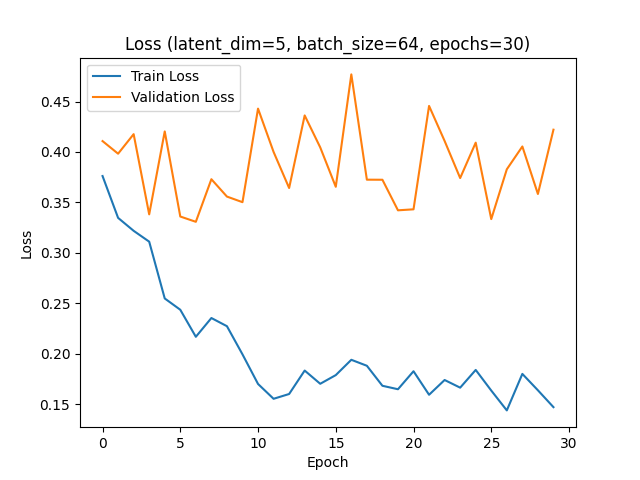 Loss (latent_dim=5, batch_size=64, epochs=30)
Train Loss
Validation Loss
0.45
0.40
0.35
0.30
0.25
0.20
0.15
Loss
0 5 10 15 20 25 30
Epoch